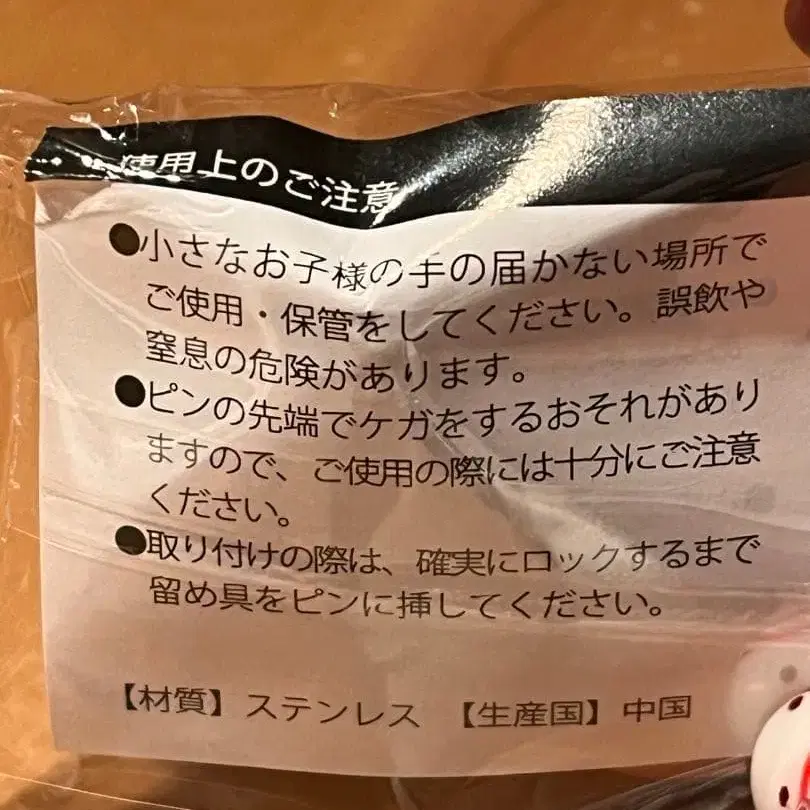 使用上のご注意
●小さなお子様の手の届かない場所で
ご使用・保管をしてください。誤飲や
窒息の危険があります。
●ピンの先端でケガをするおそれがあり
ますので、ご使用の際には十分にご注意
ください。
●取り付けの際は、確実にロックするまで
留め具をピンに挿してください。
【材質】ステンレス 【生産国】中国